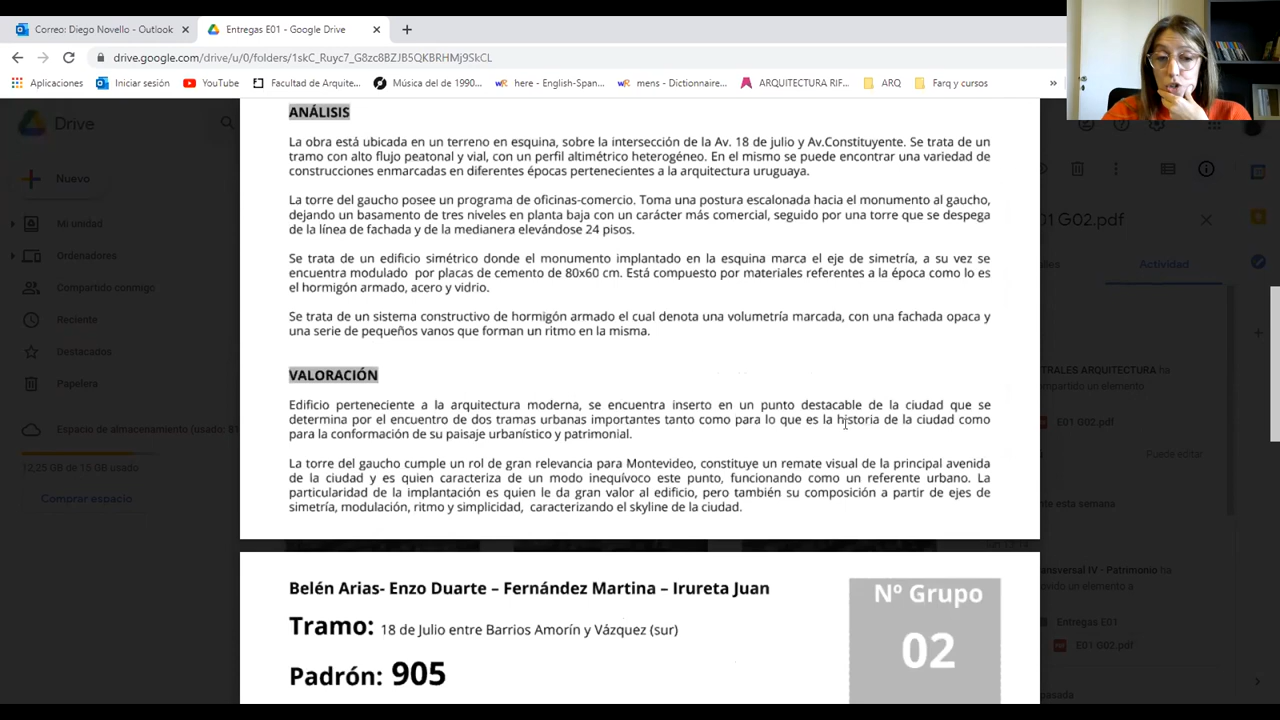 Correo: Diego Novello - Outlook
Entregas E01 - Google Drive
drive.google.com/drive/u/0/folders/1skC_Ruyc7_G8zc8BZJB5QKBRHMj9SkCL
Aplicaciones
Iniciar sesión
YouTube
Facultad de Arquite...
Música del de 1990...
here - English-Span...
mens - Dictionnaire...
ARQUITECTURA RIF...
ARQ
Farq y cursos
»
Drive
Nuevo
Mi unidad
Ordenadores
Compartido conmigo
Reciente
Destacados
Papelera
Espacio de almacenamiento (usado: 81
12,25 GB de 15 GB
Comprar espacio
ANÁLISIS
La obra está ubicada en un terreno en esquina, sobre la intersección de la Av. 18 de julio y Av.Constituyente. Se trata de un
tramo con alto flujo peatonal y vial, con un perfil altimétrico heterogéneo. En el mismo se puede encontrar una variedad de
construcciones enmarcadas en diferentes épocas pertenecientes a la arquitectura uruguaya.
La torre del gaucho posee un programa de oficinas-comercio. Toma una postura escalonada hacia el monumento al gaucho,
dejando un basamento de tres niveles en planta baja con un carácter más comercial, seguido por una torre que se despega
de la línea de fachada y de la medianera elevándose 24 pisos.
Se trata de un edificio simétrico donde el monumento implantado en la esquina marca el eje de simetría, a su vez se
encuentra modulado por placas de cemento de 80x60 cm. Está compuesto por materiales referentes a la época como lo es
el hormigón armado, acero y vidrio.
Se trata de un sistema constructivo de hormigón armado el cual denota una volumetría marcada, con una fachada opaca y
una serie de pequeños vanos que forman un ritmo en la misma.
VALORACIÓN
Edificio perteneciente a la arquitectura moderna, se encuentra inserto en un punto destacable de la ciudad que se
determina por el encuentro de dos tramas urbanas importantes tanto como para lo que es la historia de la ciudad como
para la conformación de su paisaje urbanístico y patrimonial.
La torre del gaucho cumple un rol de gran relevancia para Montevideo, constituye un remate visual de la principal avenida
de la ciudad y es quien caracteriza de un modo inequívoco este punto, funcionando como un referente urbano. La
particularidad de la implantación es quien le da gran valor al edificio, pero también su composición a partir de ejes de
simetría, modulación, ritmo y simplicidad, caracterizando el skyline de la ciudad.
Belén Arias- Enzo Duarte – Fernández Martina – Irureta Juan
Tramo: 18 de Julio entre Barrios Amorín y Vázquez (sur)
Padrón: 905
Nº Grupo
02
01 G02.pdf
Actividad
TRALES ARQUITECTURA ha
E01 G02.pdf
Puede editar
ente esta semana
Transversal IV - Patrimonio ha
Entregas E01
E01 G02.pdf